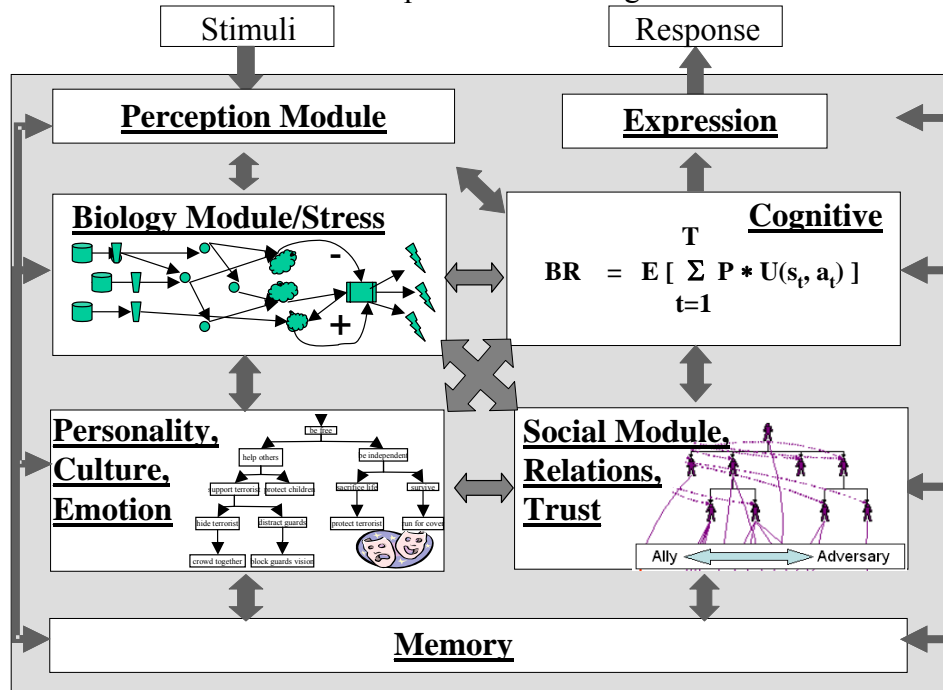 Stimuli
Response
Perception Module
Expression
Biology Module/Stress
-
+
Cognitive
T
BR = E [ Σ P * U(sₜ, aₜ) ]
t=1
Personality,
Culture,
Emotion
be free
help others
be independent
support terrorist
protect children
sacrifice life
survive
hide terrorist
distract guards
protect terrorist
run for cover
crowd together
block guards vision
Social Module,
Relations,
Trust
Ally
Adversary
Memory